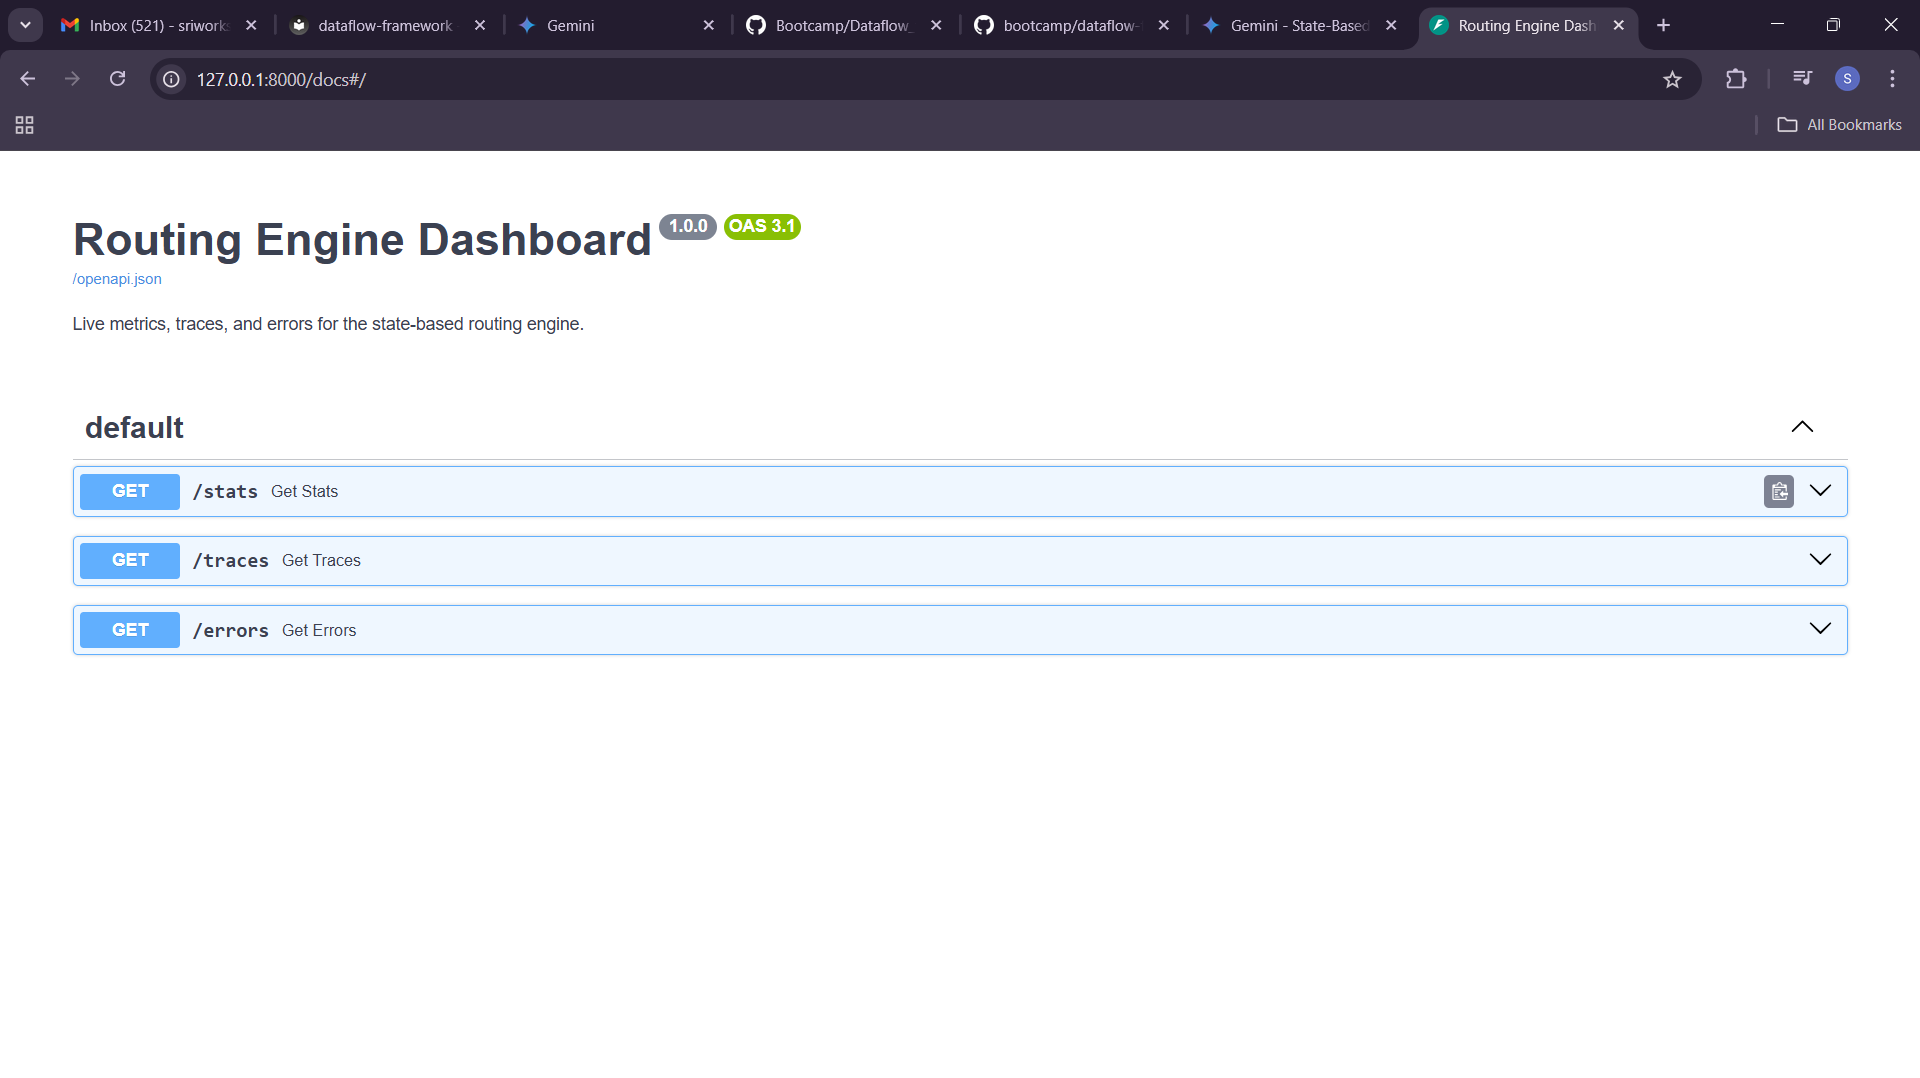 Inbox (521) - sriworks
dataflow-framework
Gemini
Bootcamp/Dataflow_
bootcamp/dataflow-
Gemini - State-Based
Routing Engine Dash
127.0.0.1:8000/docs#/
S
All Bookmarks
Routing Engine Dashboard 1.0.0 OAS 3.1
/openapi.json
Live metrics, traces, and errors for the state-based routing engine.
default
GET /stats Get Stats
GET /traces Get Traces
GET /errors Get Errors